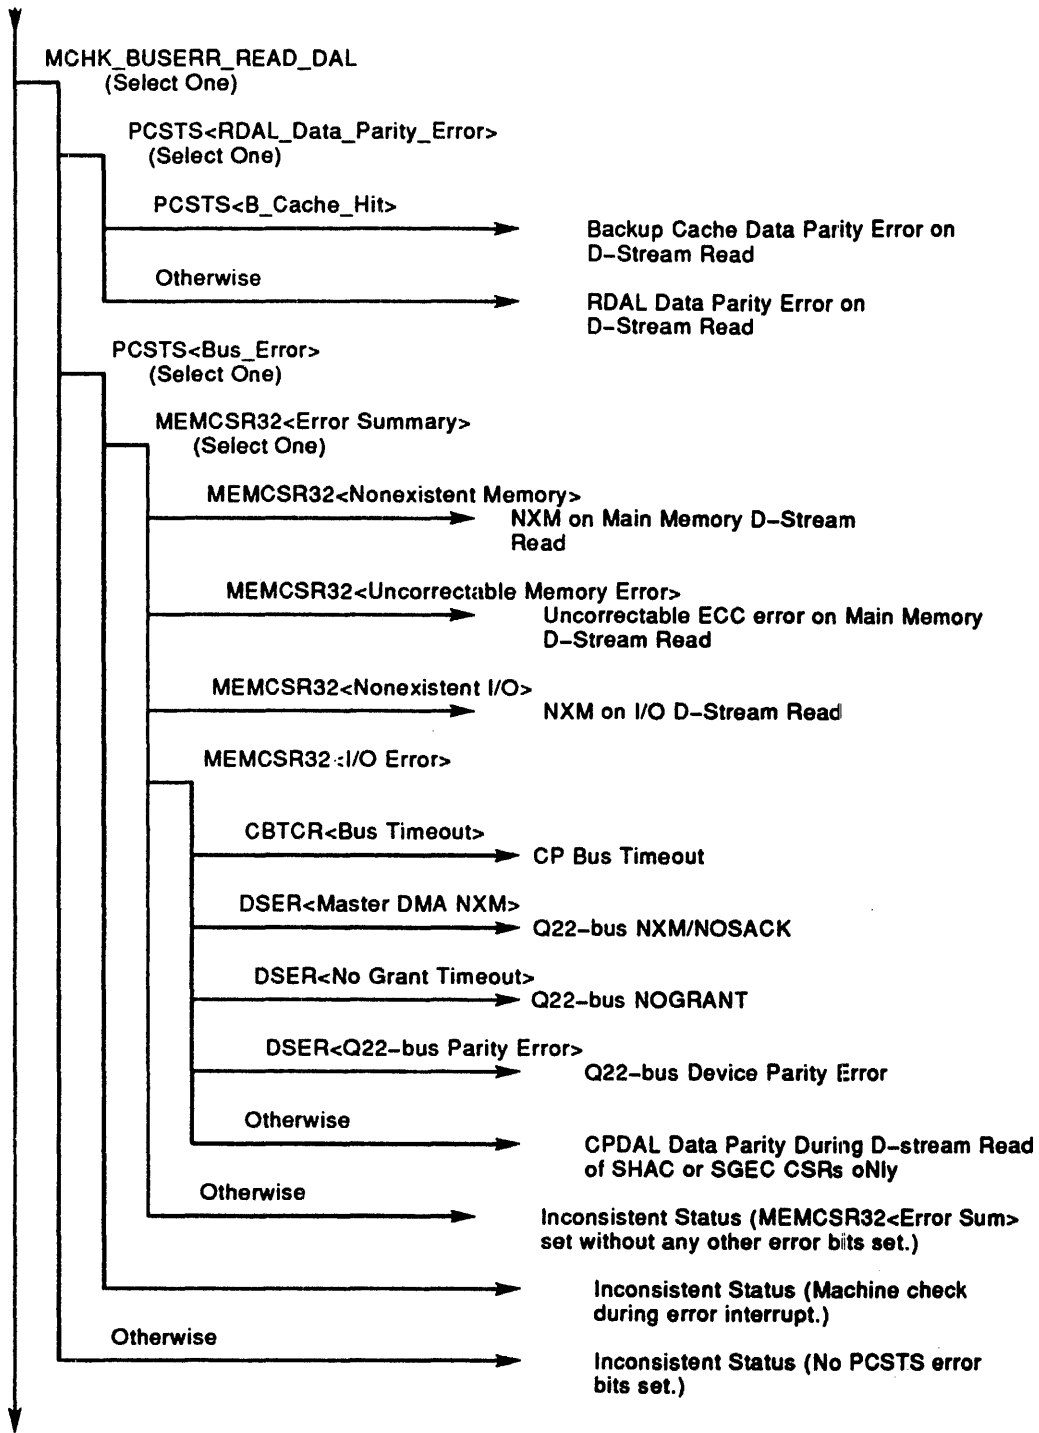 MCHK_BUSERR_READ_DAL
(Select One)
PCSTS<RDAL_Data_Parity_Error>
(Select One)
PCSTS<B_Cache_Hit>
Backup Cache Data Parity Error on
D-Stream Read
Otherwise
RDAL Data Parity Error on
D-Stream Read
PCSTS<Bus_Error>
(Select One)
MEMCSR32<Error Summary>
(Select One)
MEMCSR32<Nonexistent Memory>
NXM on Main Memory D-Stream
Read
MEMCSR32<Uncorrectable Memory Error>
Uncorrectable ECC error on Main Memory
D-Stream Read
MEMCSR32<Nonexistent I/O>
NXM on I/O D-Stream Read
MEMCSR32<I/O Error>
CBTCR<Bus Timeout>
CP Bus Timeout
DSER<Master DMA NXM>
Q22-bus NXM/NOSACK
DSER<No Grant Timeout>
Q22-bus NOGRANT
DSER<Q22-bus Parity Error>
Q22-bus Device Parity Error
Otherwise
CPDAL Data Parity During D-stream Read
of SHAC or SGEC CSRs oNly
Otherwise
Inconsistent Status (MEMCSR32<Error Sum>
set without any other error bits set.)
Inconsistent Status (Machine check
during error interrupt.)
Otherwise
Inconsistent Status (No PCSTS error
bits set.)